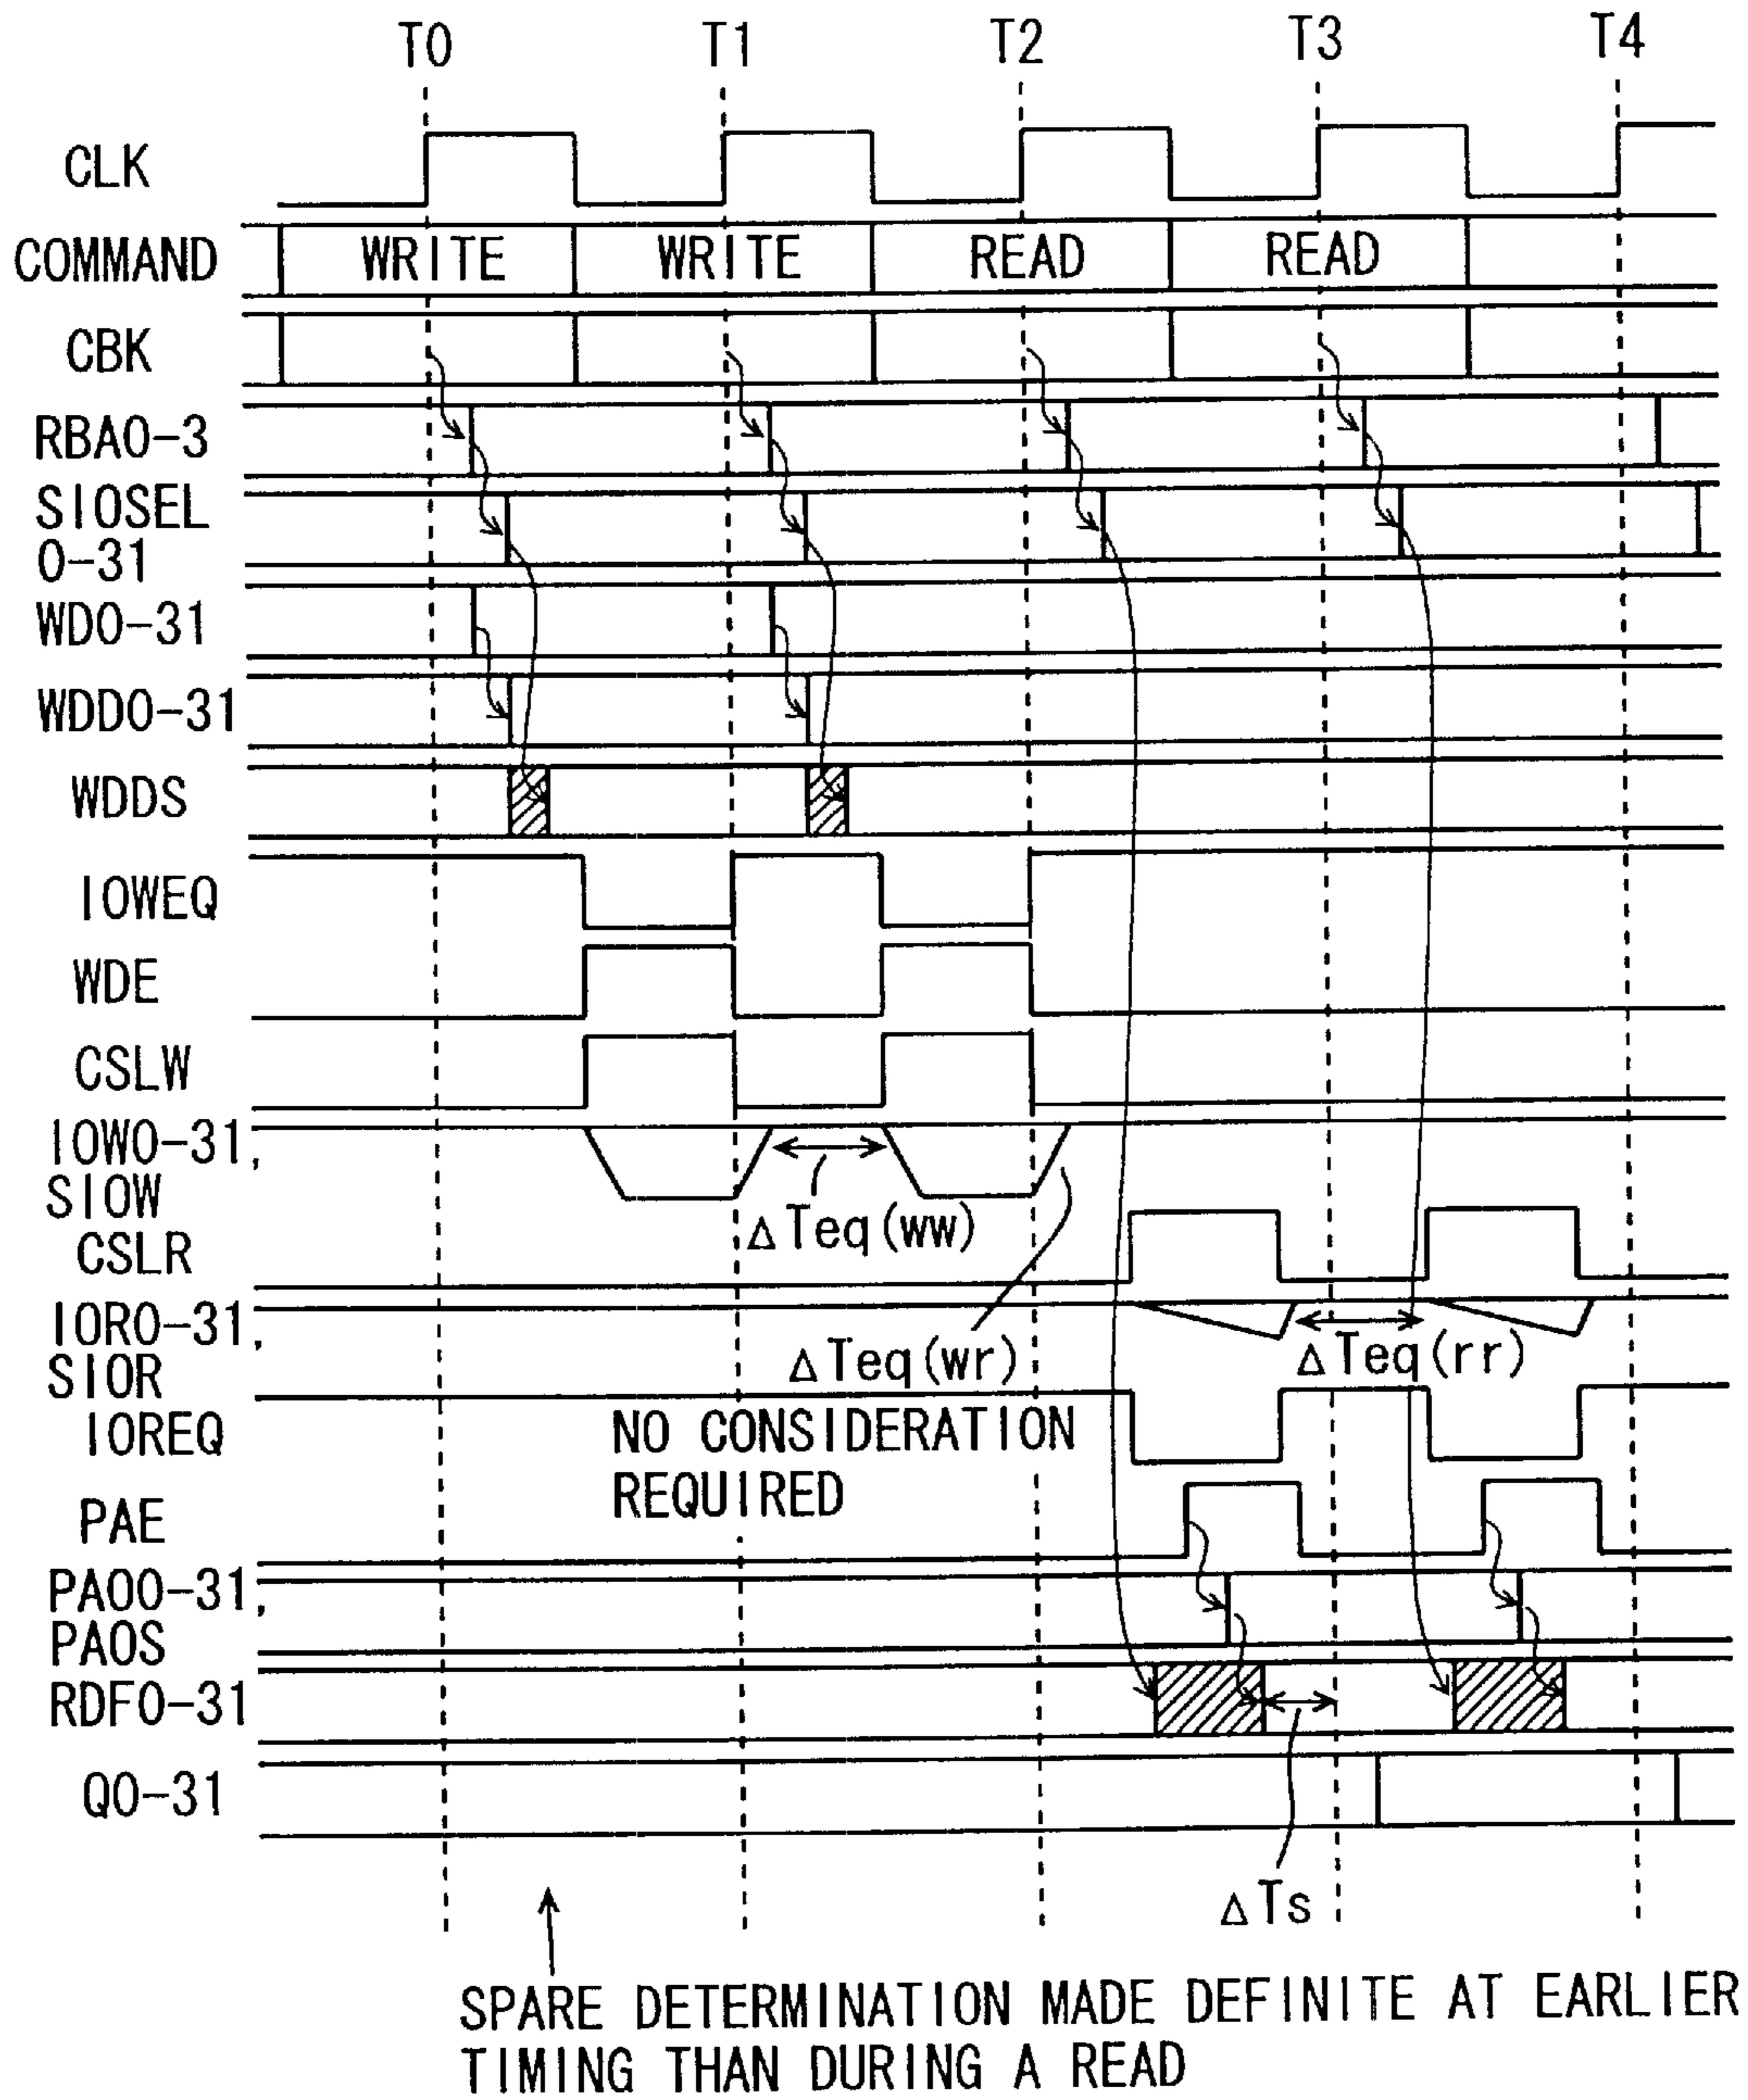 T0 T1 T2 T3 T4
CLK
COMMAND WRITE WRITE READ READ
CBK
RBA0-3
SIOSEL
0-31
WD0-31
WDD0-31
WDDS
IOWEQ
WDE
CSLW
IOW0-31,
SIOW
ΔTeq(ww)
CSLR
IOR0-31,
SIOR
ΔTeq(wr) ΔTeq(rr)
IOREQ
NO CONSIDERATION
REQUIRED
PAE
PAO0-31,
PAOS
RDF0-31
Q0-31
ΔTs
SPARE DETERMINATION MADE DEFINITE AT EARLIER
TIMING THAN DURING A READ